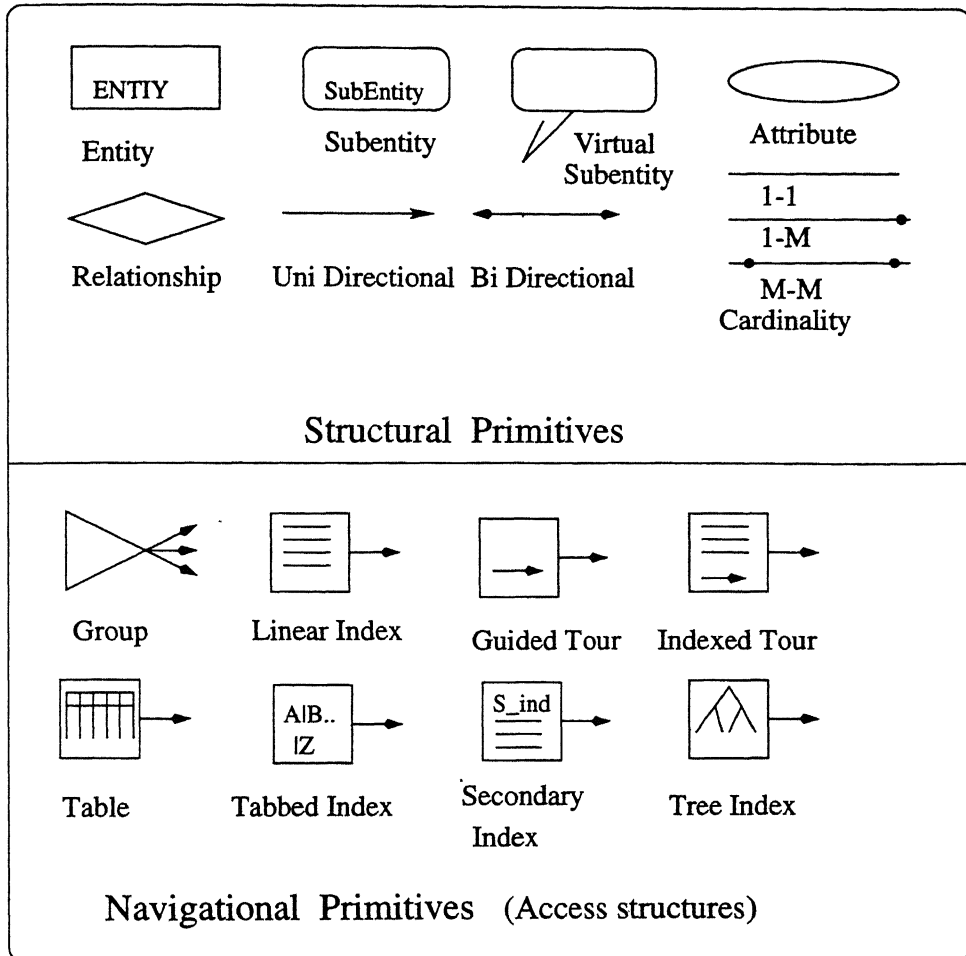 ENTIY
SubEntity
Entity
Subentity
Virtual
Subentity
Attribute
1-1
1-M
M-M
Cardinality
Relationship
Uni Directional
Bi Directional
Structural Primitives
Group
Linear Index
Guided Tour
Indexed Tour
A|B..
|Z
S_ind
Table
Tabbed Index
Secondary
Index
Tree Index
Navigational Primitives (Access structures)